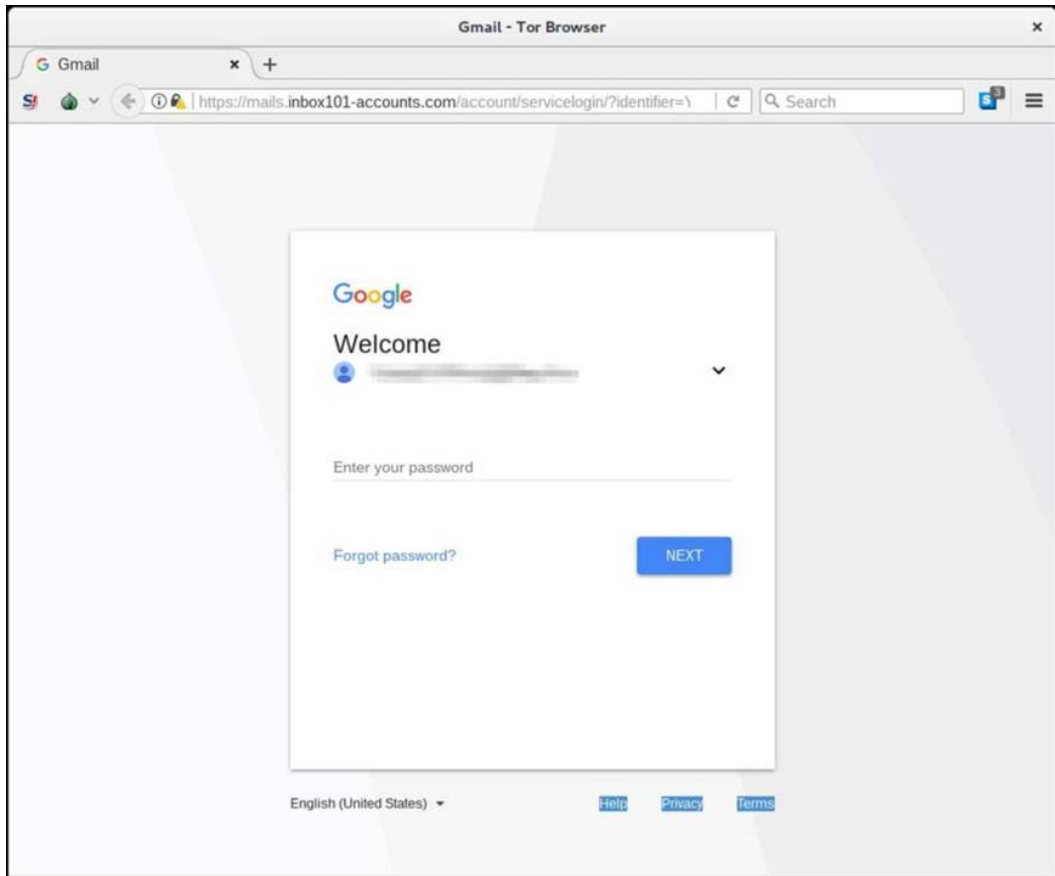 Gmail - Tor Browser
Gmail
https://mails.inbox101-accounts.com/account/servicelogin/?identifier=
Search
3
Google
Welcome
Enter your password
Forgot password? NEXT
English (United States) Help Privacy Terms